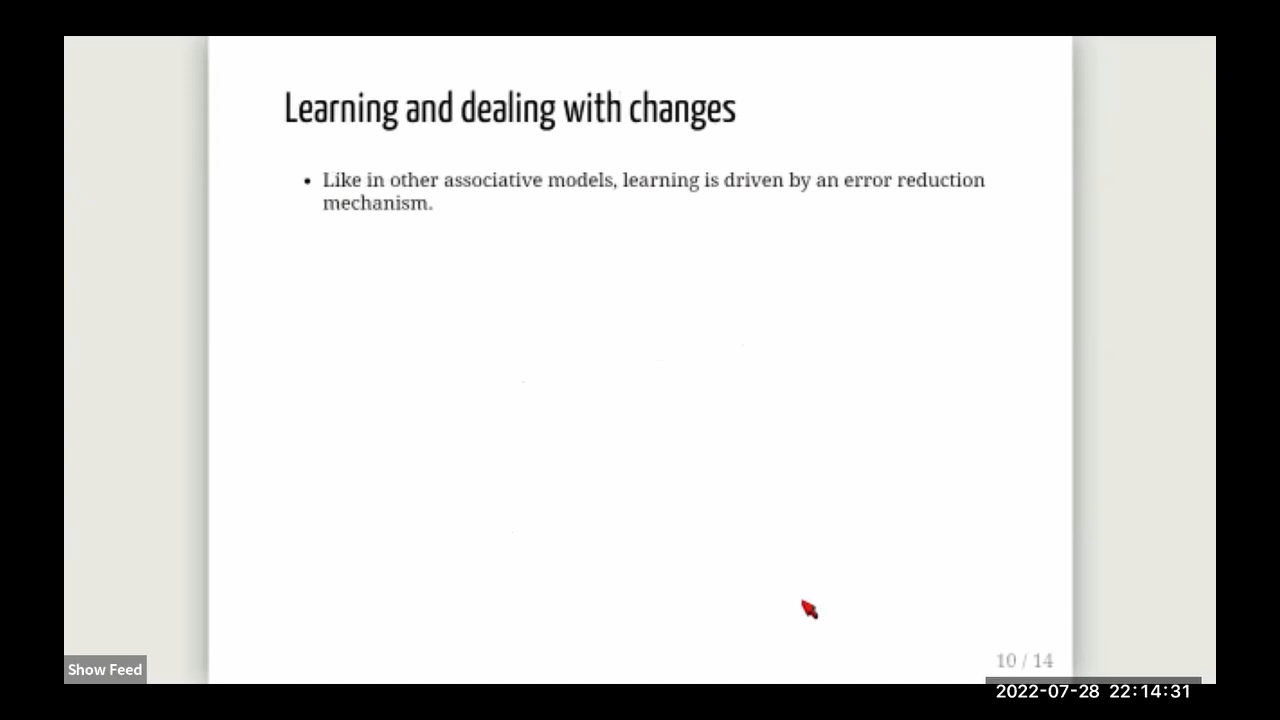 Learning and dealing with changes
• Like in other associative models, learning is driven by an error reduction
mechanism.
10 / 14
Show Feed
2022-07-28 22:14:31